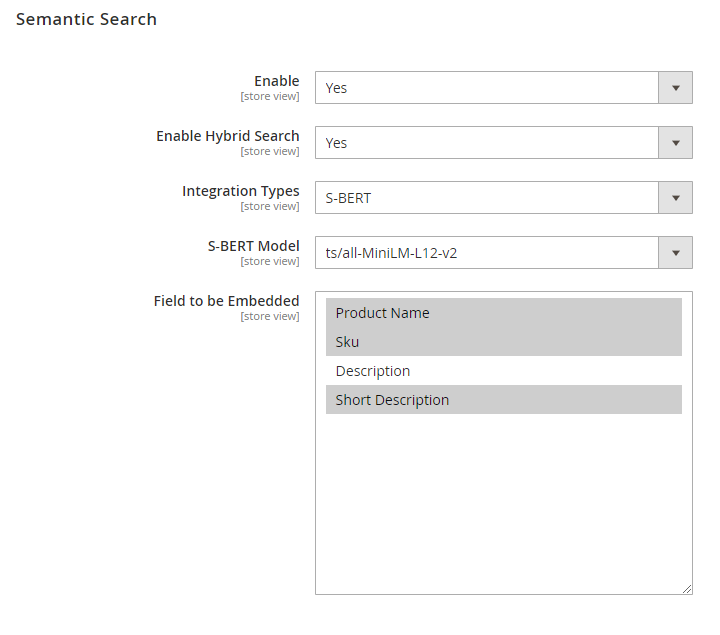 Semantic Search
Enable
[store view]
Yes
Enable Hybrid Search
[store view]
Yes
Integration Types
[store view]
S-BERT
S-BERT Model
[store view]
ts/all-MiniLM-L12-v2
Field to be Embedded
[store view]
Product Name
Sku
Description
Short Description